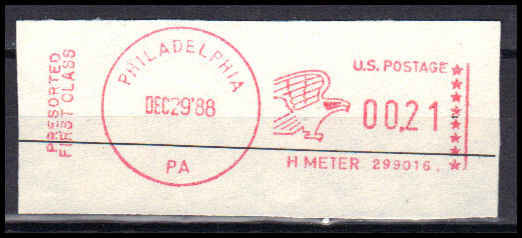 PRESORTED
FIRST CLASS
PHILADELPHIA
DEC29'88
PA
U.S. POSTAGE
00.21
H METER 299016.